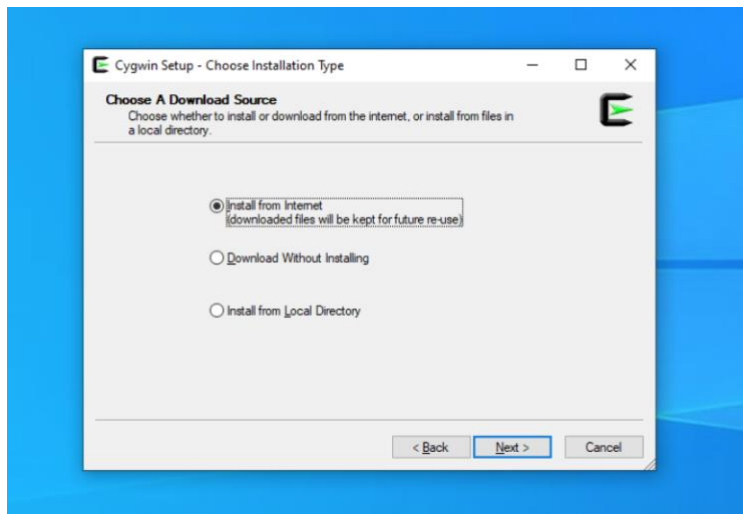 Cygwin Setup - Choose Installation Type
Choose A Download Source
Choose whether to install or download from the internet, or install from files in
a local directory.
Install from Internet
(downloaded files will be kept for future re-use)
Download Without Installing
Install from Local Directory
< Back
Next >
Cancel